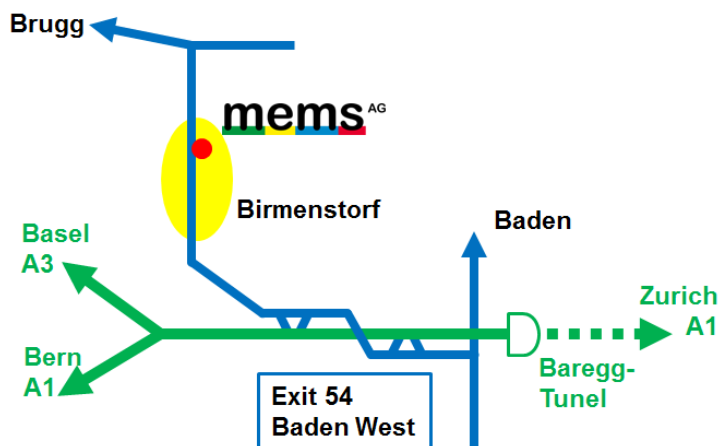 Brugg
mems AG
Birmenstorf
Baden
Basel
A3
Zurich
A1
Bern
A1
Baregg-
Tunel
Exit 54
Baden West